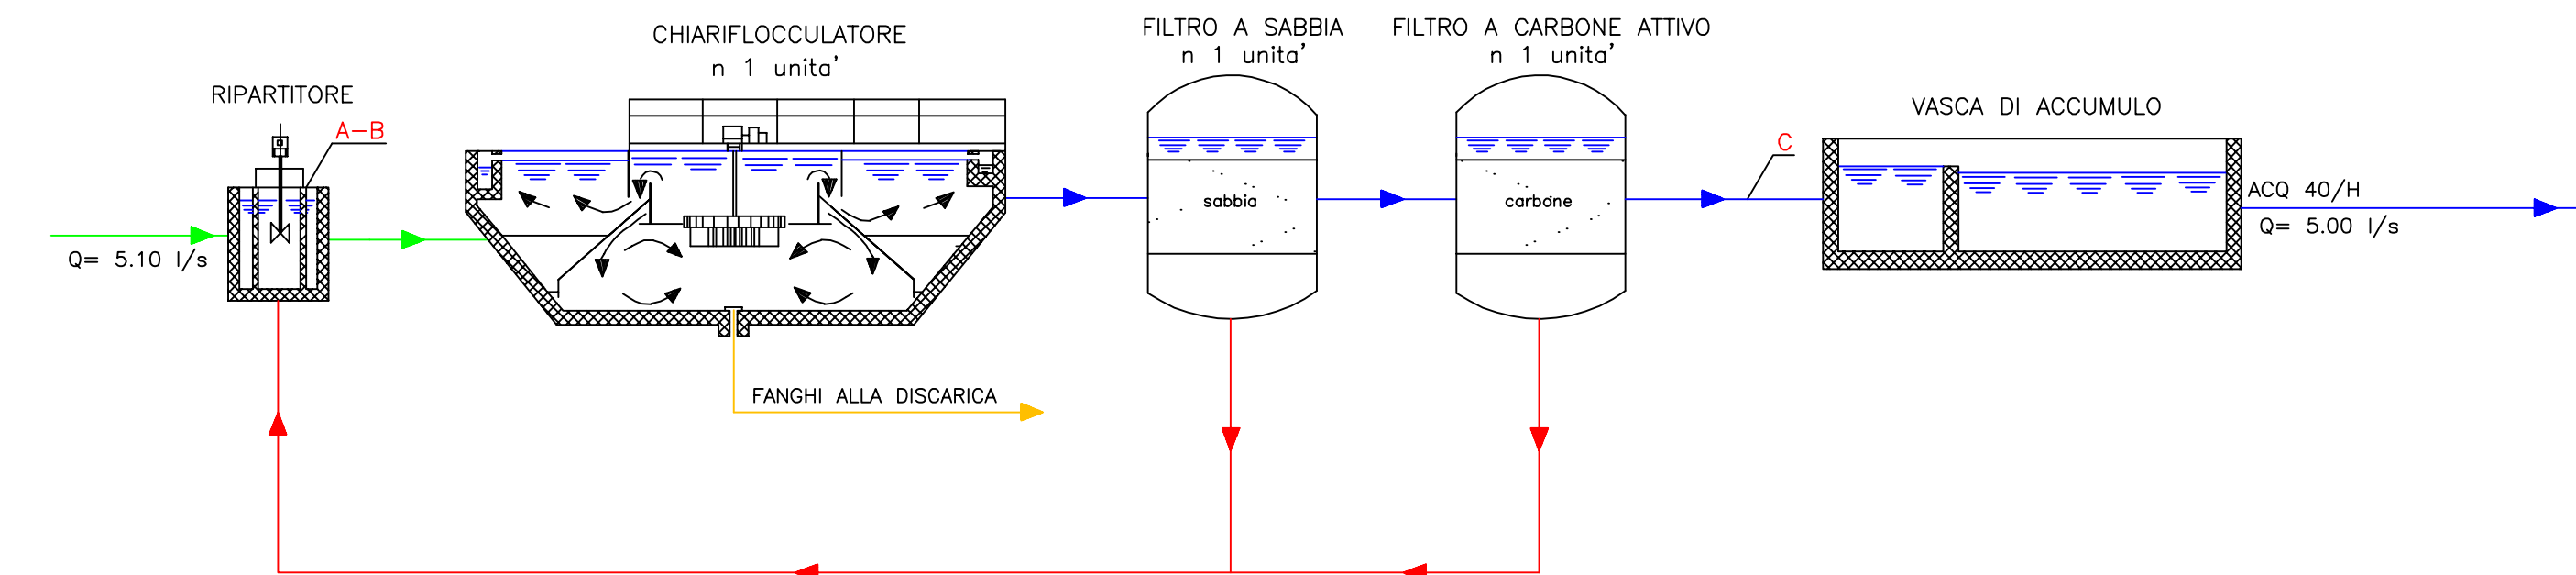 CHIARIFLOCCULATORE
n 1 unita'
FILTRO A SABBIA
n 1 unita'
FILTRO A CARBONE ATTIVO
n 1 unita'
RIPARTITORE
A-B
VASCA DI ACCUMULO
C
sabbia
carbone
ACQ 40/H
Q= 5.00 l/s
Q= 5.10 l/s
FANGHI ALLA DISCARICA